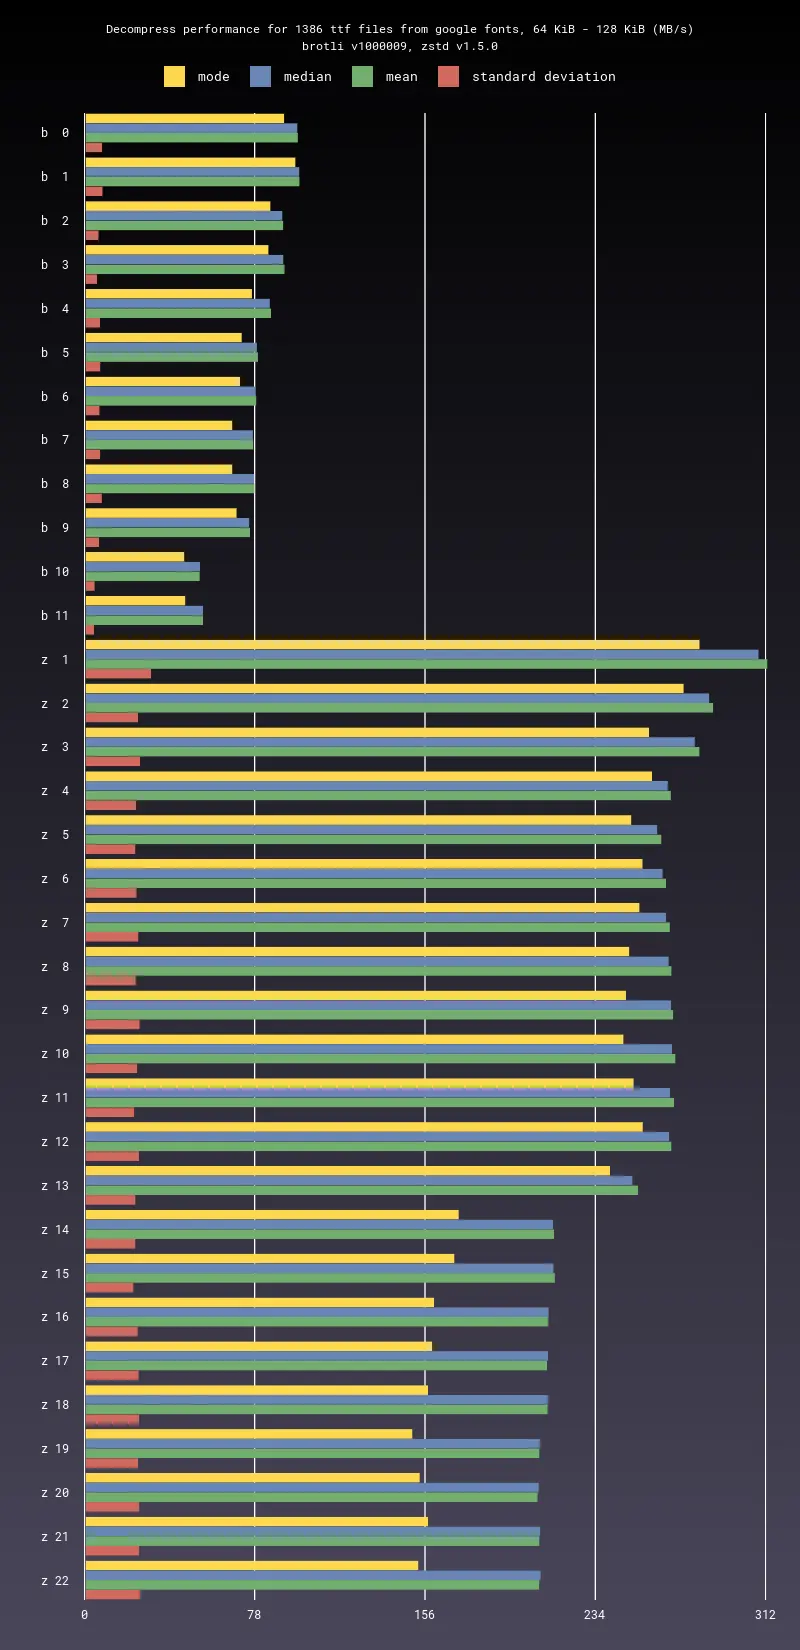 Decompress performance for 1386 ttf files from google fonts, 64 KiB - 128 KiB (MB/s)
brotli v1000009, zstd v1.5.0
mode median mean standard deviation
b 0
b 1
b 2
b 3
b 4
b 5
b 6
b 7
b 8
b 9
b 10
b 11
z 1
z 2
z 3
z 4
z 5
z 6
z 7
z 8
z 9
z 10
z 11
z 12
z 13
z 14
z 15
z 16
z 17
z 18
z 19
z 20
z 21
z 22
0 78 156 234 312